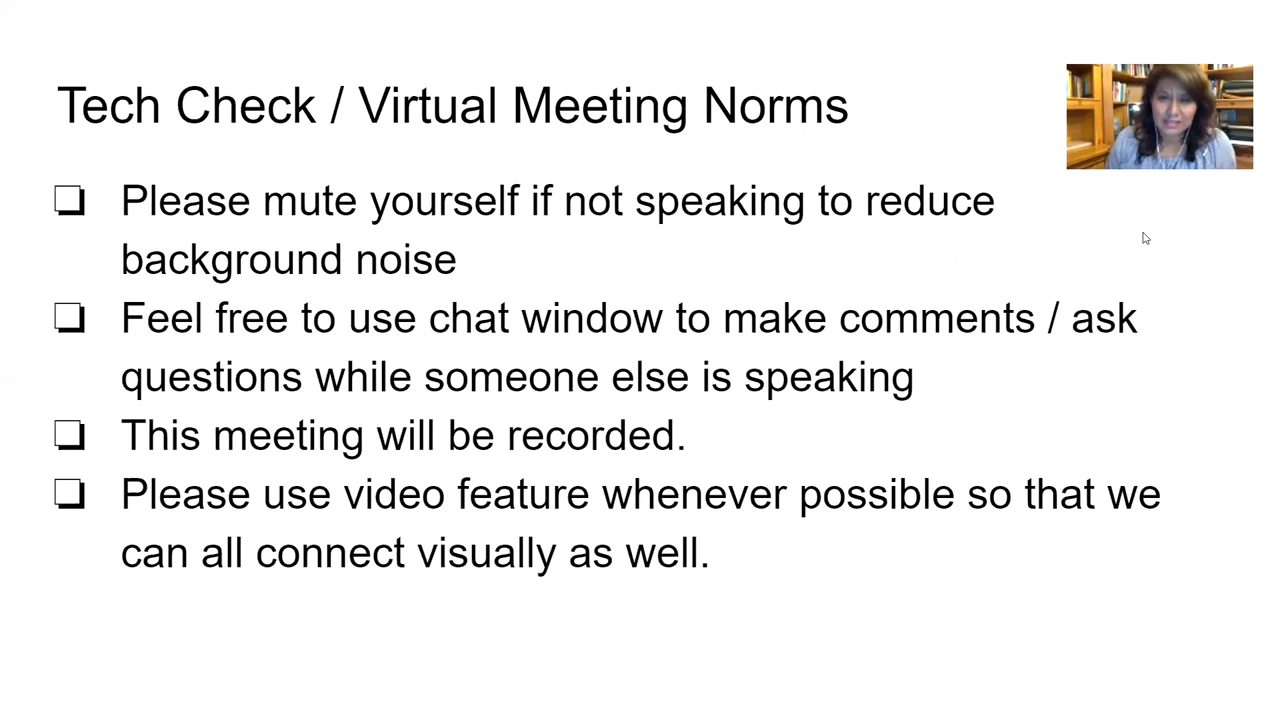 Tech Check / Virtual Meeting Norms
Please mute yourself if not speaking to reduce
background noise
Feel free to use chat window to make comments / ask
questions while someone else is speaking
This meeting will be recorded.
Please use video feature whenever possible so that we
can all connect visually as well.